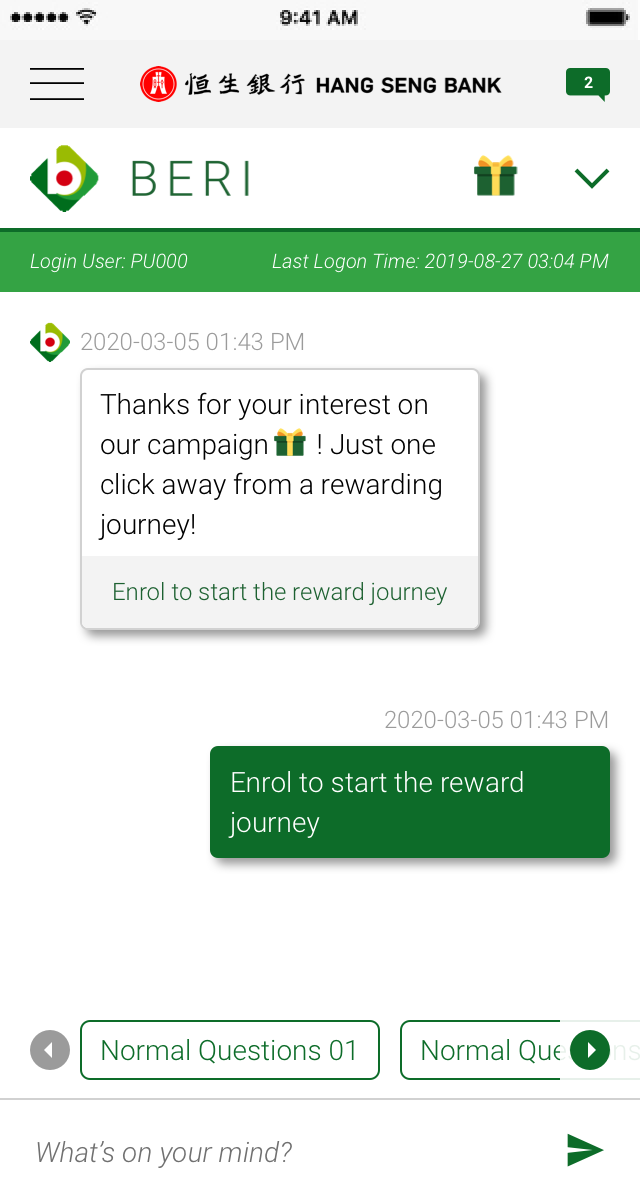 9:41 AM
恒生銀行 HANG SENG BANK
2
BERI
Login User: PU000
Last Logon Time: 2019-08-27 03:04 PM
2020-03-05 01:43 PM
Thanks for your interest on
our campaign 🎁 ! Just one
click away from a rewarding
journey!
Enrol to start the reward journey
2020-03-05 01:43 PM
Enrol to start the reward
journey
Normal Questions 01
Normal Que ns
What’s on your mind?